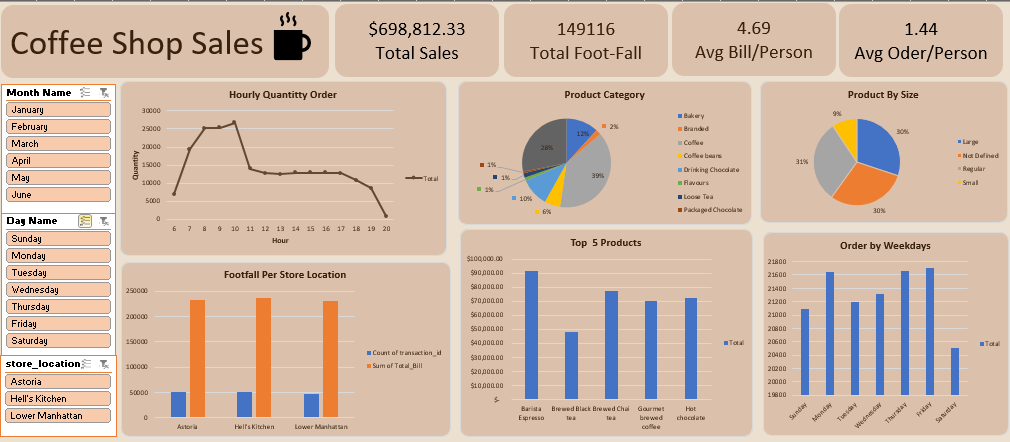 Coffee Shop Sales
$698,812.33
Total Sales
149116
Total Foot-Fall
4.69
Avg Bill/Person
1.44
Avg Oder/Person
Month Name
January
February
March
April
May
June
Day Name
Sunday
Monday
Tuesday
Wednesday
Thursday
Friday
Saturday
store_location
Astoria
Hell's Kitchen
Lower Manhattan
Hourly Quantitty Order
Quantity
30000
25000
20000
15000
10000
5000
0
6 7 8 9 10 11 12 13 14 15 16 17 18 19 20
Hour
Total
Product Category
12%
2%
39%
6%
10%
1%
1%
1%
28%
Bakery
Branded
Coffee
Coffee beans
Drinking Chocolate
Flavours
Loose Tea
Packaged Chocolate
Product By Size
9%
30%
31%
30%
Large
Not Defined
Regular
Small
Footfall Per Store Location
250000
200000
150000
100000
50000
0
Astoria Hell's Kitchen Lower Manhattan
Count of transaction_id
Sum of Total_Bill
Top 5 Products
$100,000.00
$90,000.00
$80,000.00
$70,000.00
$60,000.00
$50,000.00
$40,000.00
$30,000.00
$20,000.00
$10,000.00
$-
Barista Espresso
Brewed Black tea
Brewed Chai tea
Gourmet brewed coffee
Hot chocolate
Total
Order by Weekdays
21800
21600
21400
21200
21000
20800
20600
20400
20200
20000
19800
Sunday
Monday
Tuesday
Wednesday
Thursday
Friday
Saturday
Total